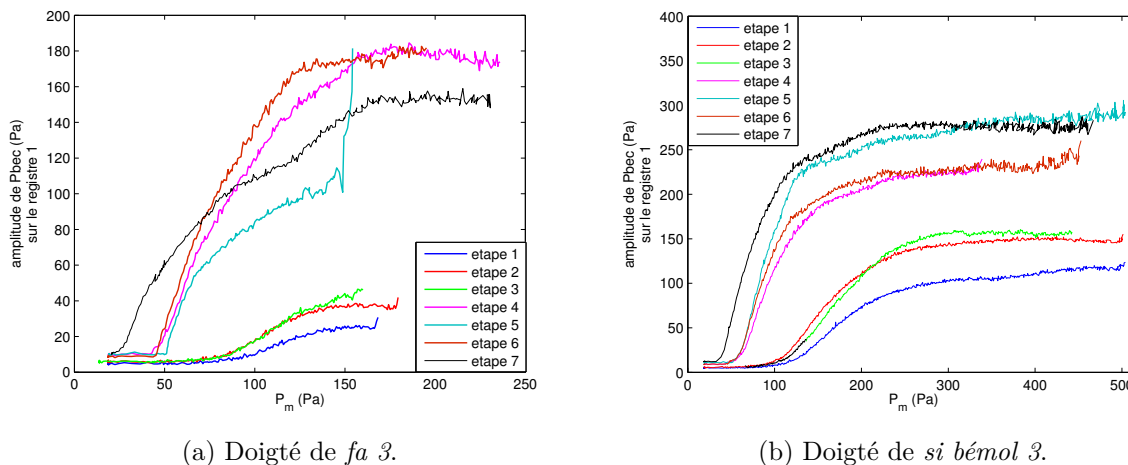 amplitude de Pbec (Pa)
sur le registre 1
200
180
160
140
120
100
80
60
40
20
0
0
50
100
150
200
250
P_m (Pa)
etape 1
etape 2
etape 3
etape 4
etape 5
etape 6
etape 7
(a) Doigté de fa 3.
amplitude de Pbec (Pa)
sur le registre 1
400
350
300
250
200
150
100
50
0
0
100
200
300
400
500
P_m (Pa)
etape 1
etape 2
etape 3
etape 4
etape 5
etape 6
etape 7
(b) Doigté de si bémol 3.